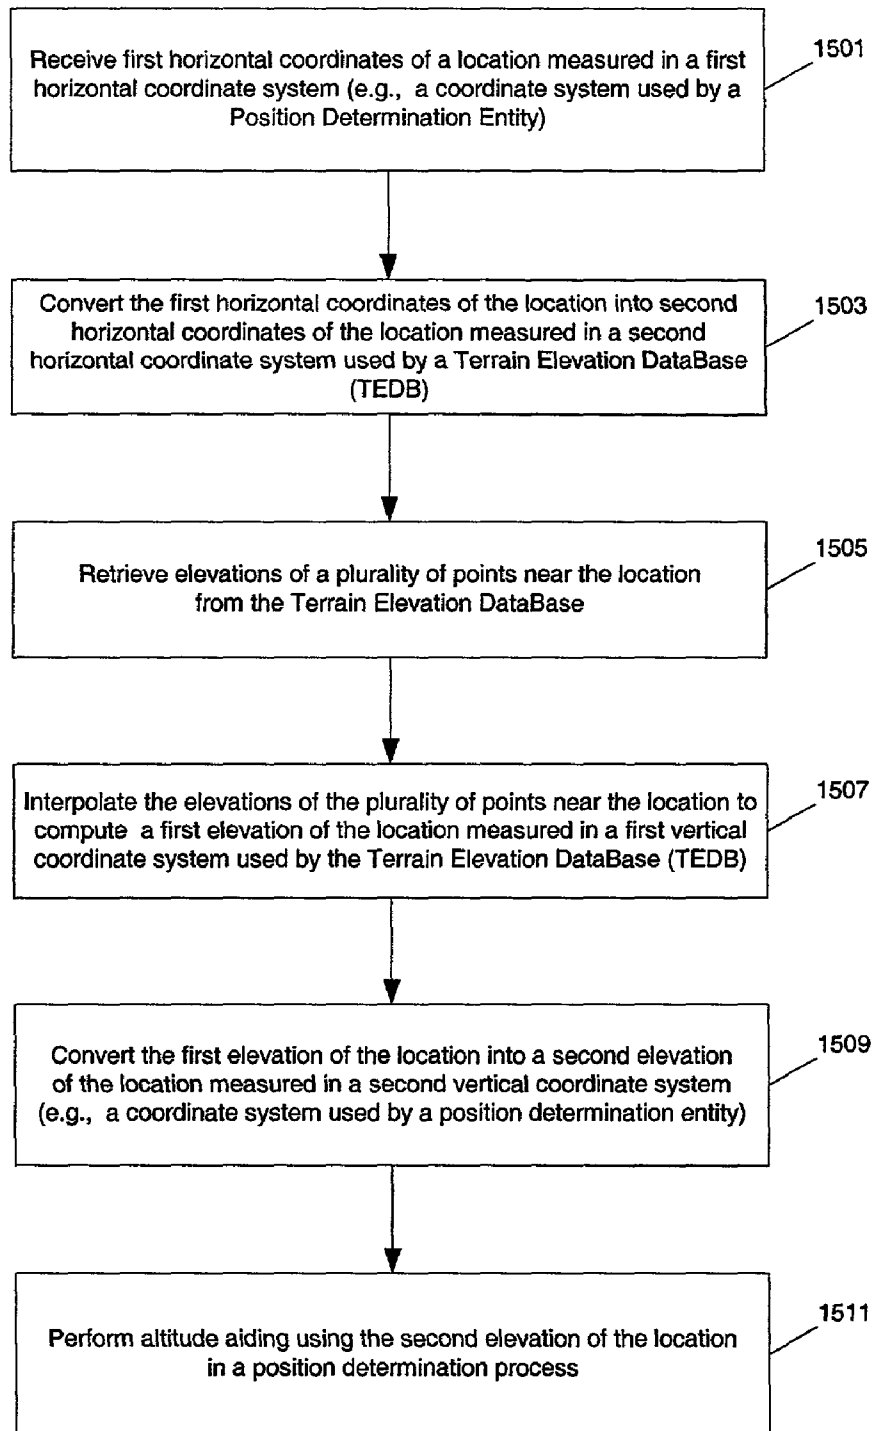 Receive first horizontal coordinates of a location measured in a first
horizontal coordinate system (e.g., a coordinate system used by a
Position Determination Entity)
1501
Convert the first horizontal coordinates of the location into second
horizontal coordinates of the location measured in a second
horizontal coordinate system used by a Terrain Elevation DataBase
(TEDB)
1503
Retrieve elevations of a plurality of points near the location
from the Terrain Elevation DataBase
1505
Interpolate the elevations of the plurality of points near the location to
compute a first elevation of the location measured in a first vertical
coordinate system used by the Terrain Elevation DataBase (TEDB)
1507
Convert the first elevation of the location into a second elevation
of the location measured in a second vertical coordinate system
(e.g., a coordinate system used by a position determination entity)
1509
Perform altitude aiding using the second elevation of the location
in a position determination process
1511